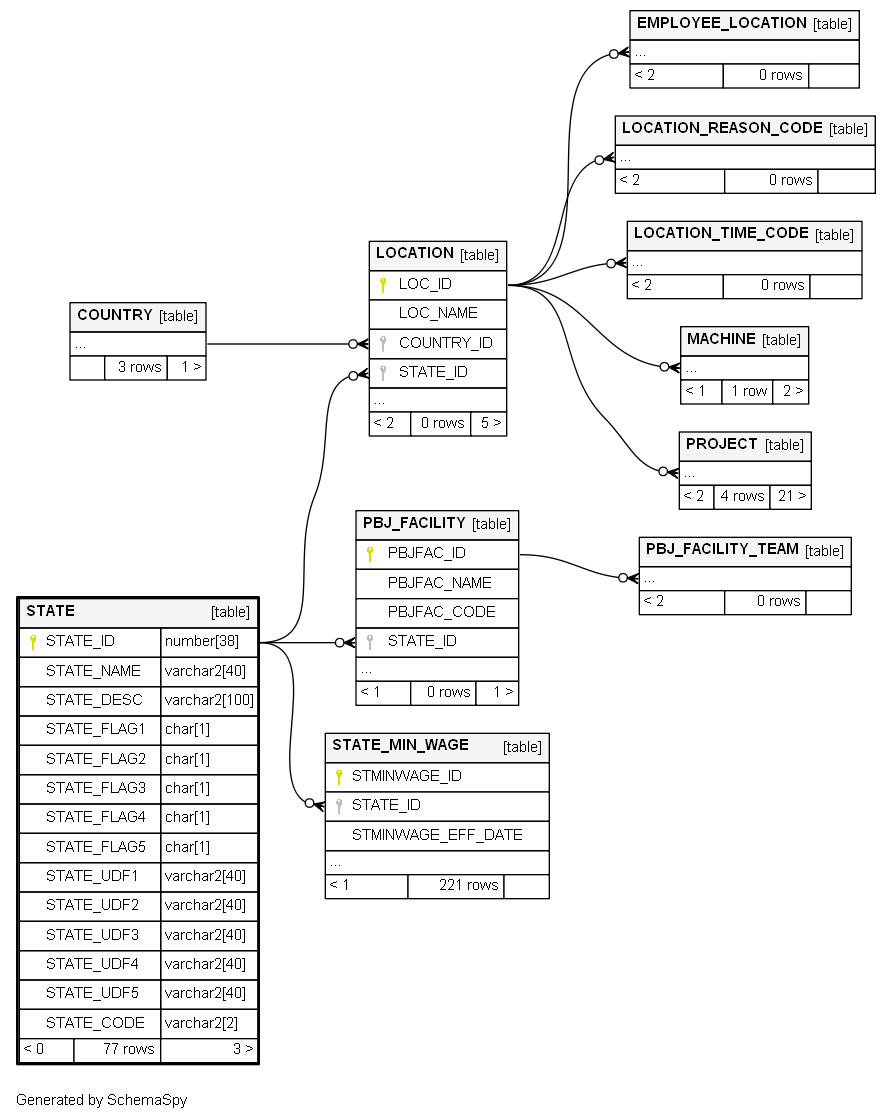 EMPLOYEE_LOCATION [table]
...
< 2 0 rows
LOCATION_REASON_CODE [table]
...
< 2 0 rows
LOCATION_TIME_CODE [table]
...
< 2 0 rows
LOCATION [table]
LOC_ID
LOC_NAME
COUNTRY_ID
STATE_ID
...
< 2 0 rows 5 >
COUNTRY [table]
...
3 rows 1 >
MACHINE [table]
...
< 1 1 row 2 >
PROJECT [table]
...
< 2 4 rows 21 >
PBJ_FACILITY [table]
PBJFAC_ID
PBJFAC_NAME
PBJFAC_CODE
STATE_ID
...
< 1 0 rows 1 >
PBJ_FACILITY_TEAM [table]
...
< 2 0 rows
STATE [table]
STATE_ID number[38]
STATE_NAME varchar2[40]
STATE_DESC varchar2[100]
STATE_FLAG1 char[1]
STATE_FLAG2 char[1]
STATE_FLAG3 char[1]
STATE_FLAG4 char[1]
STATE_FLAG5 char[1]
STATE_UDF1 varchar2[40]
STATE_UDF2 varchar2[40]
STATE_UDF3 varchar2[40]
STATE_UDF4 varchar2[40]
STATE_UDF5 varchar2[40]
STATE_CODE varchar2[2]
< 0 77 rows 3 >
STATE_MIN_WAGE [table]
STMINWAGE_ID
STATE_ID
STMINWAGE_EFF_DATE
...
< 1 221 rows
Generated by SchemaSpy